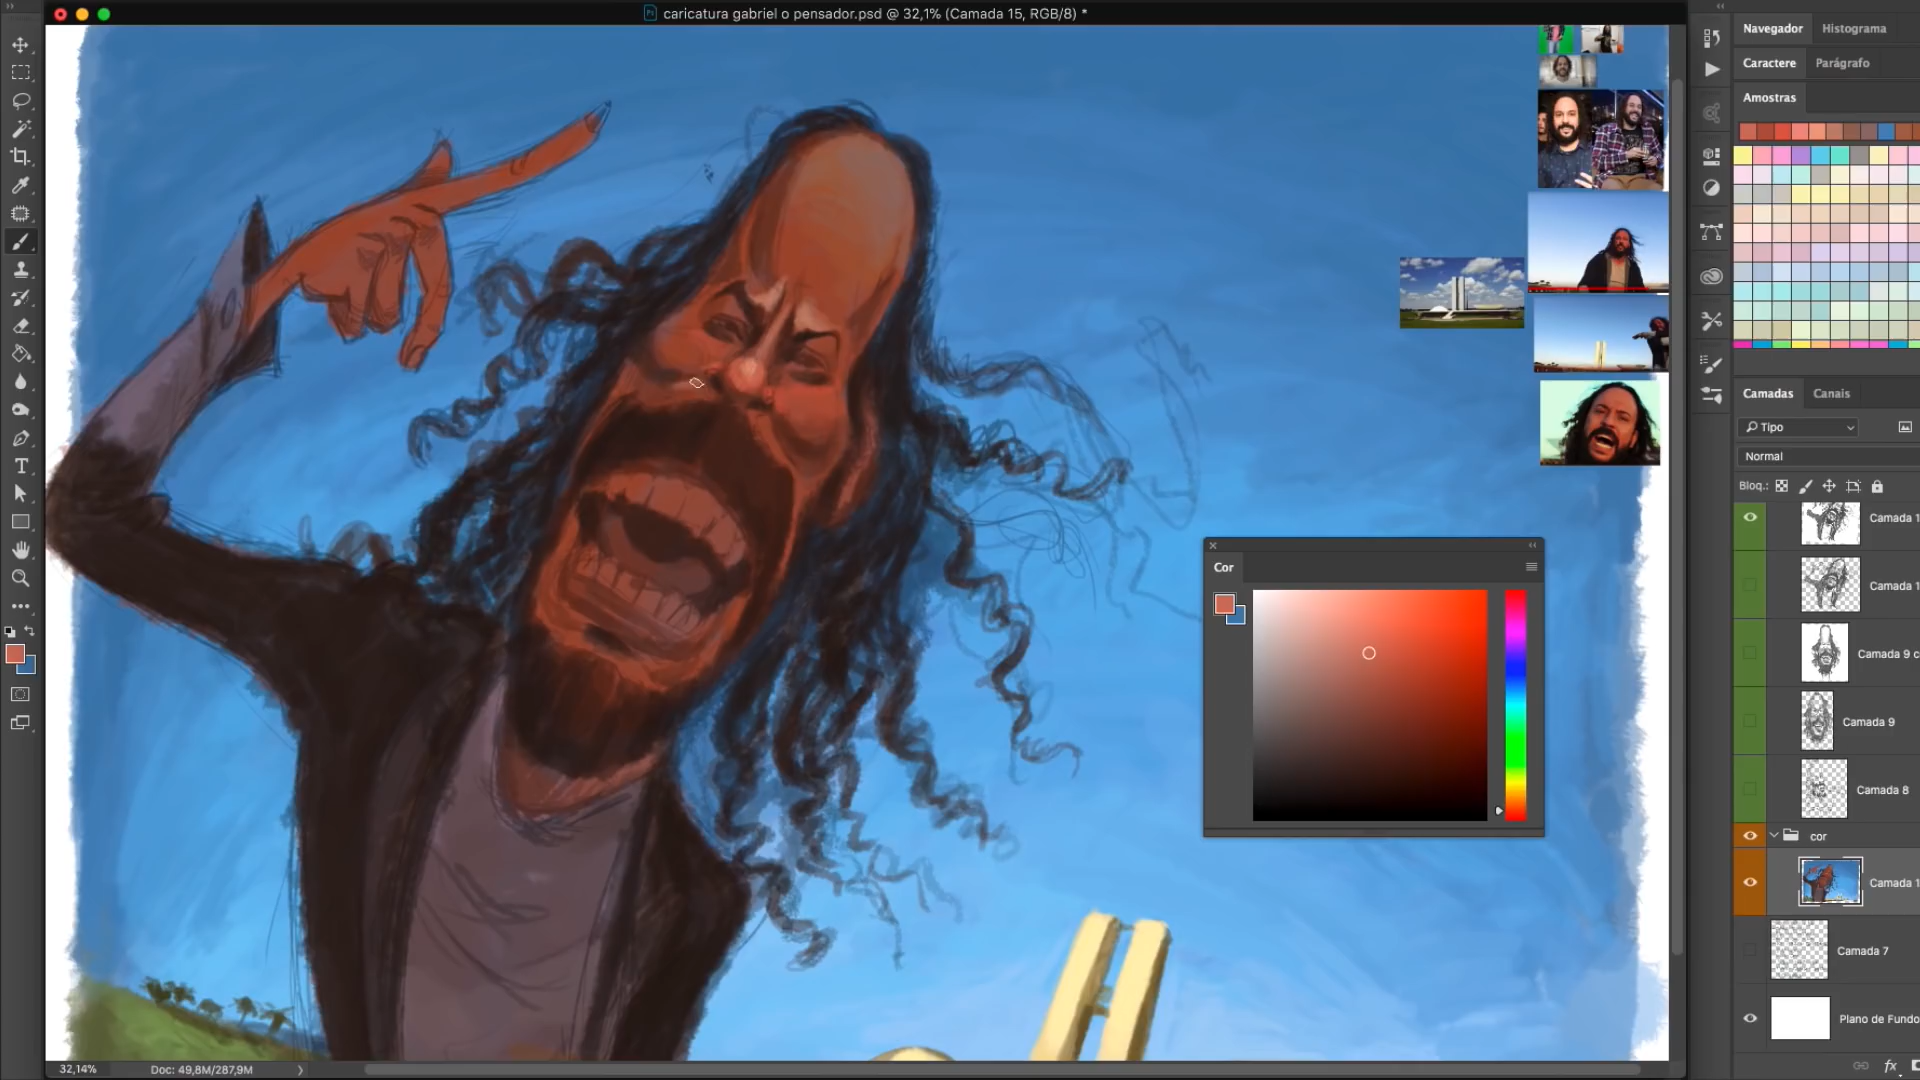 caricatura gabriel o pensador.psd @ 32,1% (Camada 15, RGB/8) *
Navegador
Histograma
Caractere
Parágrafo
Amostras
Camadas
Canais
Tipo
Normal
Bloq.:
Camada 1
Camada 1
Camada 9 c
Camada 9
Camada 8
cor
Camada 1
Camada 7
Plano de Fundo
fx
Cor
32,14%
Doc: 49,8M/287,9M